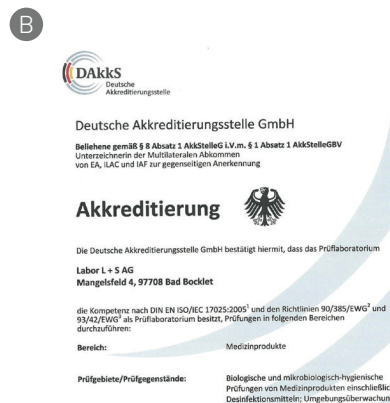 B
DAkkS
Deutsche
Akkreditierungsstelle
Deutsche Akkreditierungsstelle GmbH
Beliehene gemäß § 8 Absatz 1 AkkStelleG i.V.m. § 1 Absatz 1 AkkStelleGBV
Unterzeichnerin der Multilateralen Abkommen
von EA, ILAC und IAF zur gegenseitigen Anerkennung
Akkreditierung
Die Deutsche Akkreditierungsstelle GmbH bestätigt hiermit, dass das Prüflaboratorium
Labor L + S AG
Mangelsfeld 4, 97708 Bad Bocklet
die Kompetenz nach DIN EN ISO/IEC 17025:2005¹ und den Richtlinien 90/385/EWG² und
93/42/EWG³ als Prüflaboratorium besitzt, Prüfungen in folgenden Bereichen
durchzuführen:
Bereich: Medizinprodukte
Prüfgebiete/Prüfgegenstände: Biologische und mikrobiologisch-hygienische
Prüfungen von Medizinprodukten einschließlic
Desinfektionsmitteln; Umgebungsüberwachun